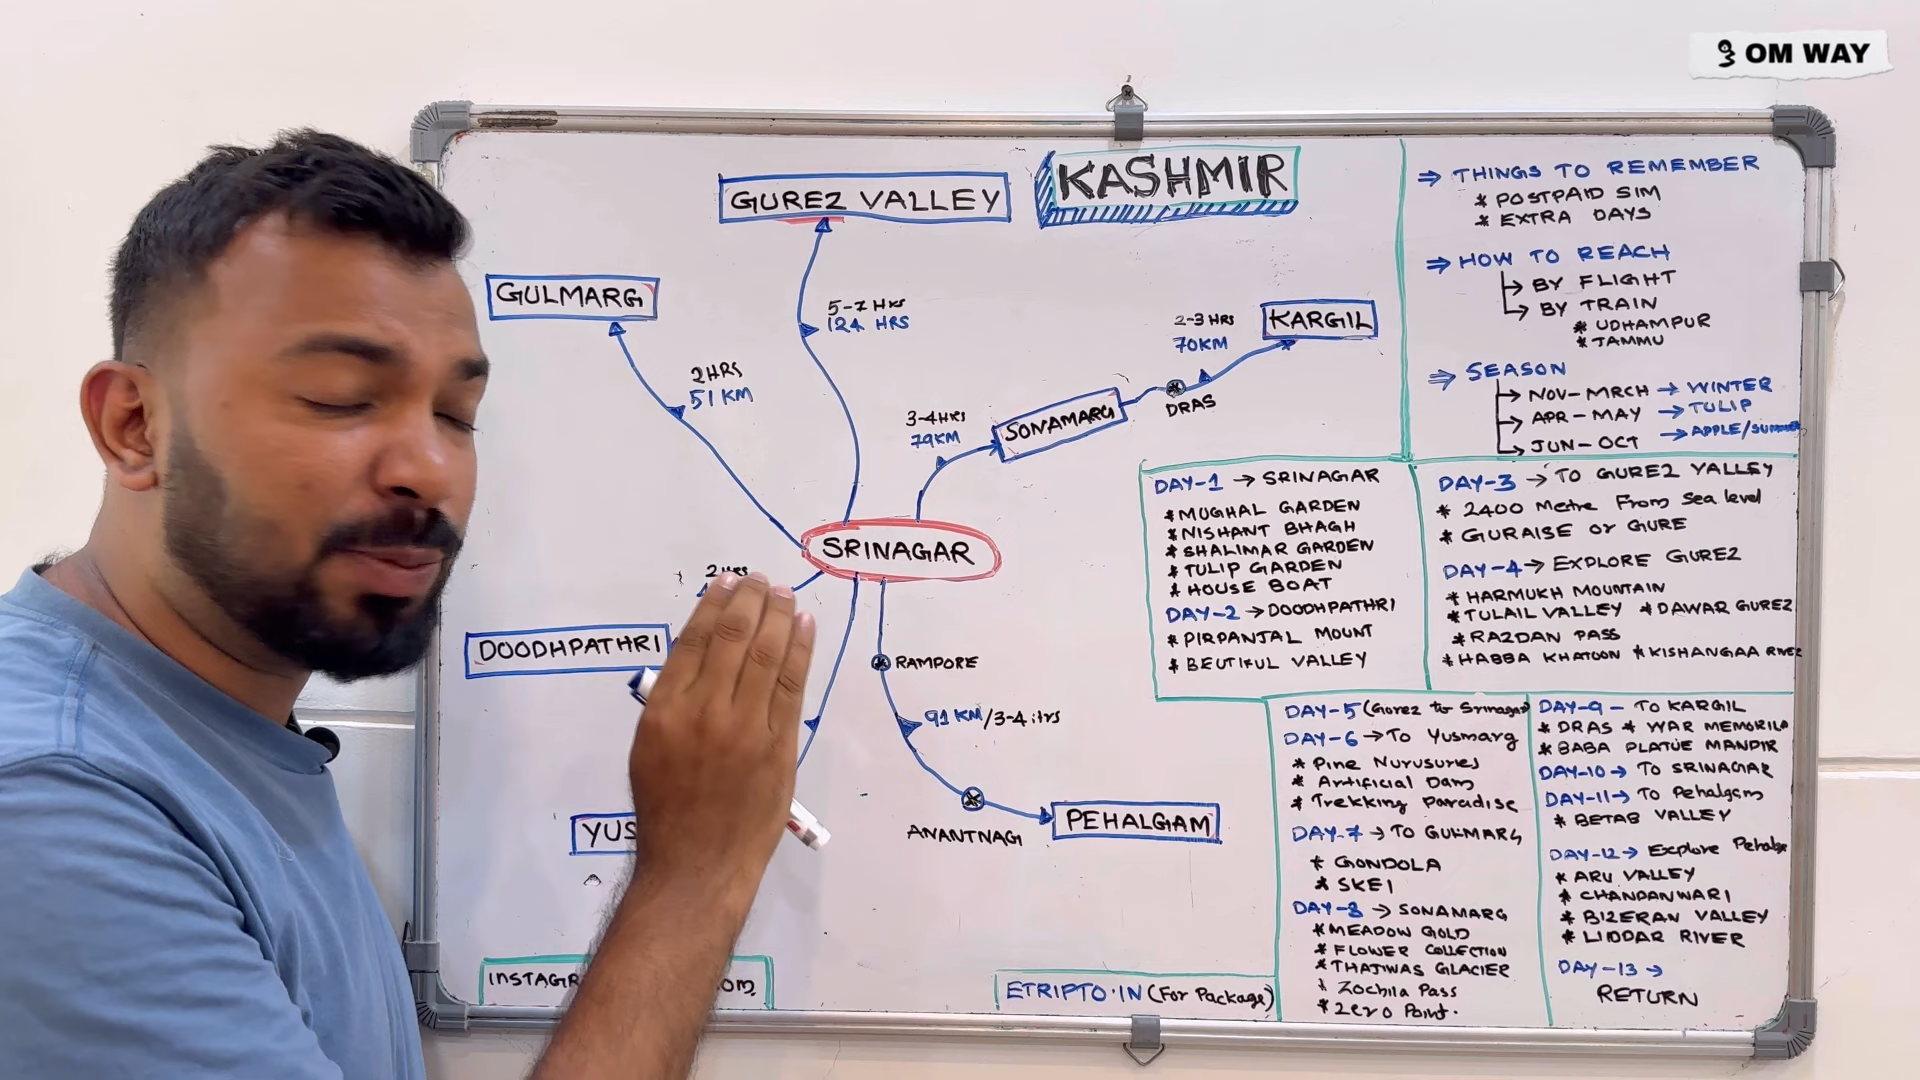 OM WAY
KASHMIR
GUREZ VALLEY
GULMARG
5-7 HRS
124 HRS
2HRS
51 KM
2-3 HRS
70KM
KARGIL
3-4HRS
79KM
SONAMARG
DRAS
SRINAGAR
2HRS
DOODHPATHRI
RAMPORE
91 KM/3-4 Hrs
YUS
ANANTNAG
PEHALGAM
INSTAGR
ETRIPTO.IN (For Package)
⇒ THINGS TO REMEMBER
* POSTPAID SIM
* EXTRA DAYS
⇒ HOW TO REACH
→ BY FLIGHT
→ BY TRAIN
* UDHAMPUR
* JAMMU
⇒ SEASON
→ NOV-MRCH → WINTER
→ APR-MAY → TULIP
→ JUN-OCT → APPLE/SUMMER
DAY-1 → SRINAGAR
* MUGHAL GARDEN
* NISHANT BHAGH
* SHALIMAR GARDEN
* TULIP GARDEN
* HOUSE BOAT
DAY-2 → DOODHPATHRI
* PIRPANJAL MOUNT
* BEUTIFUL VALLEY
DAY-3 → TO GUREZ VALLEY
* 2400 Metre From Sea level
* GURAISE or GURE
DAY-4 → EXPLORE GUREZ
* HARMUKH MOUNTAIN
* TULAIL VALLEY * DAWAR GUREZ
* RAZDAN PASS
* HABBA KHATOON * KISHANGAA RIVER
DAY-5 (Gurez to Srinagar)
DAY-6 → To Yusmarg
* Pine Nurusuries
* Artificial Dam
* Trekking Paradise
DAY-7 → TO GULMARG
* GONDOLA
* SKEI
DAY-8 → SONAMARG
* MEADOW GOLD
* FLOWER COLLECTION
* THAJIWAS GLACIER
* Zochila Pass
* Zero Point.
DAY-9 - TO KARGIL
* DRAS * WAR MEMORILA
* BABA PLATUE MANDIR
DAY-10 → TO SRINAGAR
DAY-11 → TO Pehalgam
* BETAB VALLEY
DAY-12 → Explore Pehalga
* ARU VALLEY
* CHANDANWARI
* BIZERAN VALLEY
* LIDDAR RIVER
DAY-13 →
RETURN